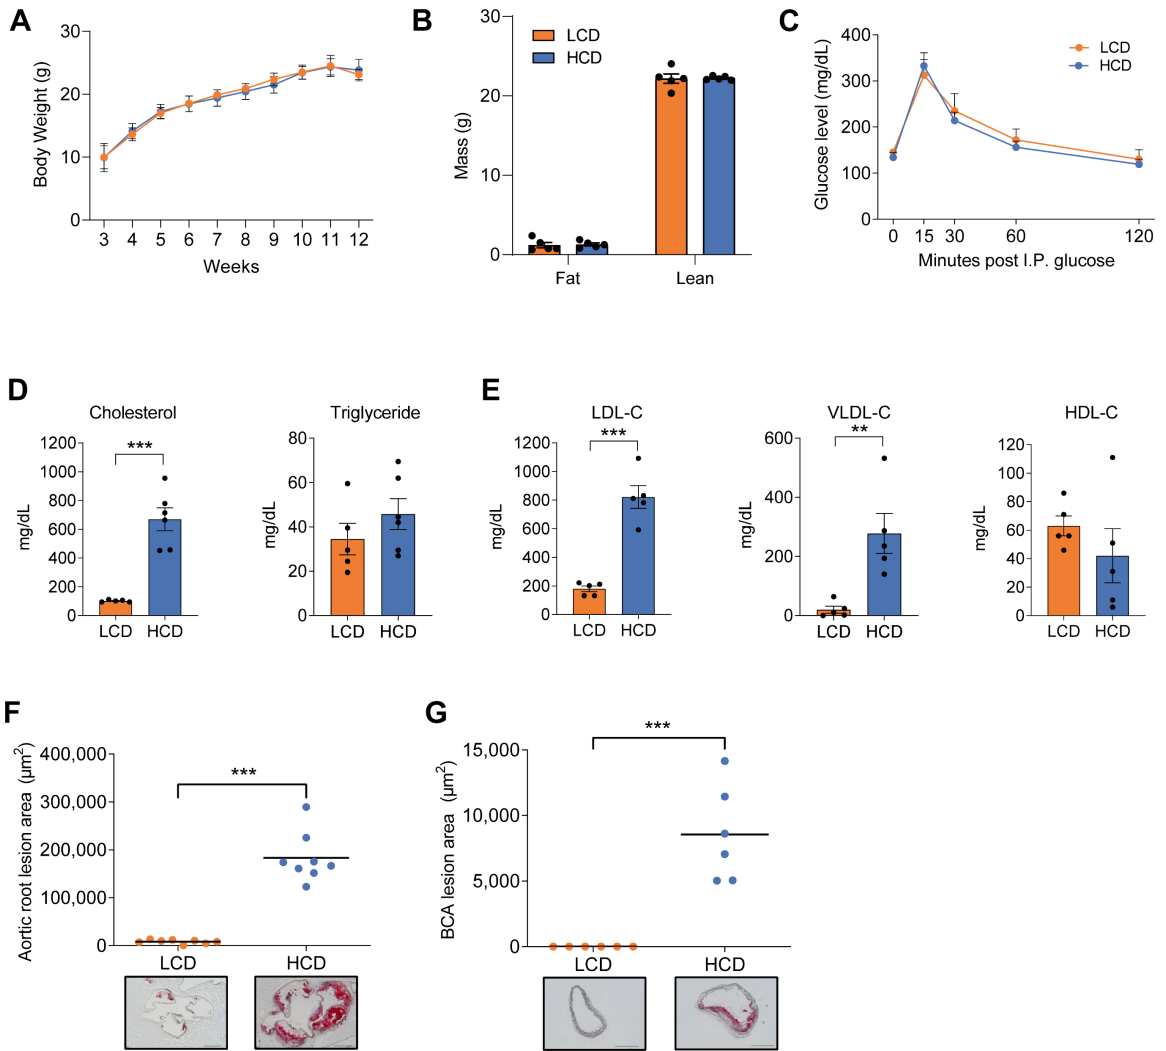 A
Body Weight (g)
30
20
10
0
3 4 5 6 7 8 9 10 11 12
Weeks
B
Mass (g)
30
20
10
0
LCD
HCD
Fat Lean
C
Glucose level (mg/dL)
400
300
200
100
0
LCD
HCD
0 15 30 60 120
Minutes post I.P. glucose
D
Cholesterol
***
mg/dL
1200
1000
800
600
400
200
0
LCD HCD
Triglyceride
mg/dL
80
60
40
20
0
LCD HCD
E
LDL-C
***
mg/dL
1200
1000
800
600
400
200
0
LCD HCD
VLDL-C
**
mg/dL
600
400
200
0
LCD HCD
HDL-C
mg/dL
120
100
80
60
40
20
0
LCD HCD
F
Aortic root lesion area (µm²)
***
400,000
300,000
200,000
100,000
0
LCD HCD
G
BCA lesion area (µm²)
***
15,000
10,000
5,000
0
LCD HCD